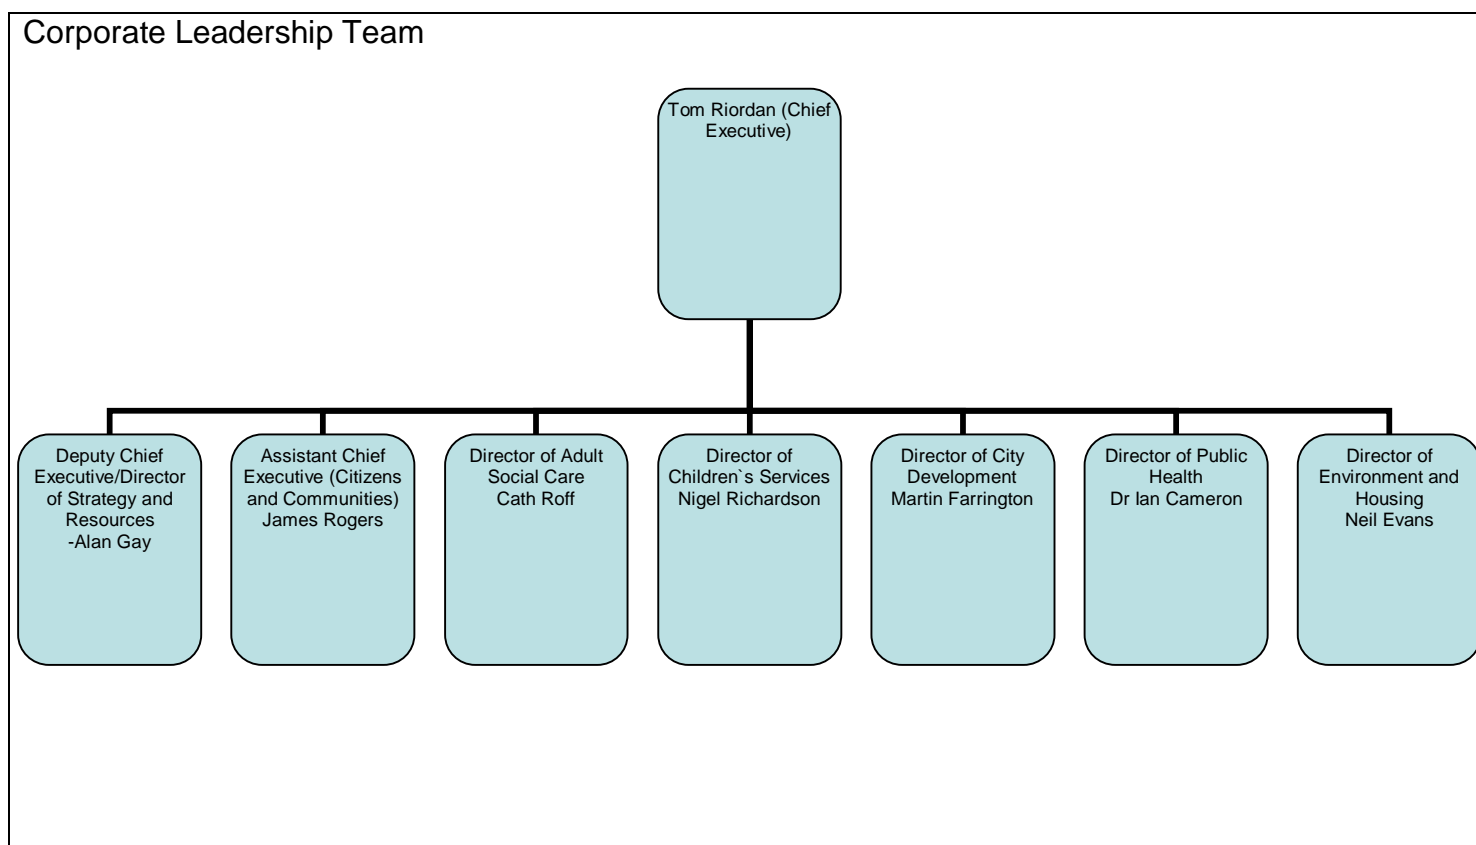 Corporate Leadership Team
Tom Riordan (Chief
Executive)
Deputy Chief
Executive/Director
of Strategy and
Resources
-Alan Gay
Assistant Chief
Executive (Citizens
and Communities)
James Rogers
Director of Adult
Social Care
Cath Roff
Director of
Children`s Services
Nigel Richardson
Director of City
Development
Martin Farrington
Director of Public
Health
Dr Ian Cameron
Director of
Environment and
Housing
Neil Evans